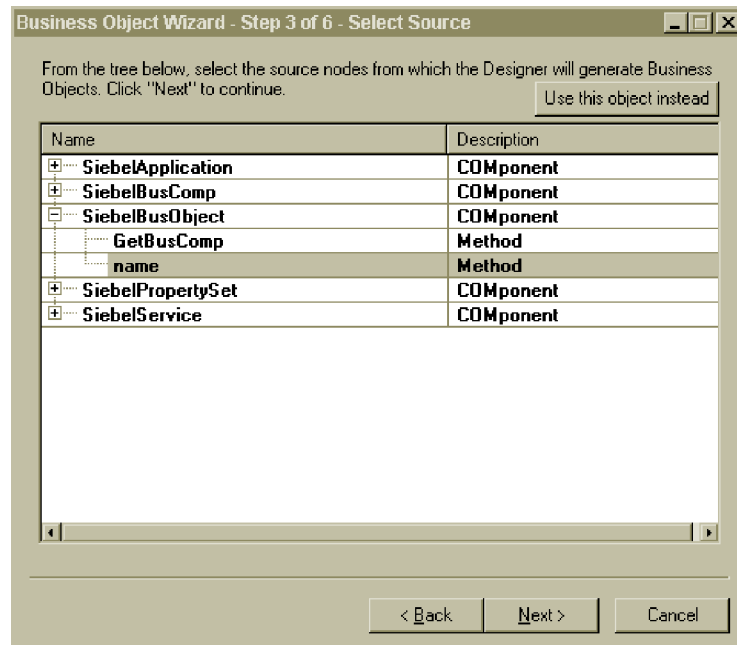 Business Object Wizard - Step 3 of 6 - Select Source
From the tree below, select the source nodes from which the Designer will generate Business
Objects. Click "Next" to continue.
Use this object instead
Name Description
SiebelApplication COMponent
SiebelBusComp COMponent
SiebelBusObject COMponent
GetBusComp Method
name Method
SiebelPropertySet COMponent
SiebelService COMponent
< Back Next > Cancel